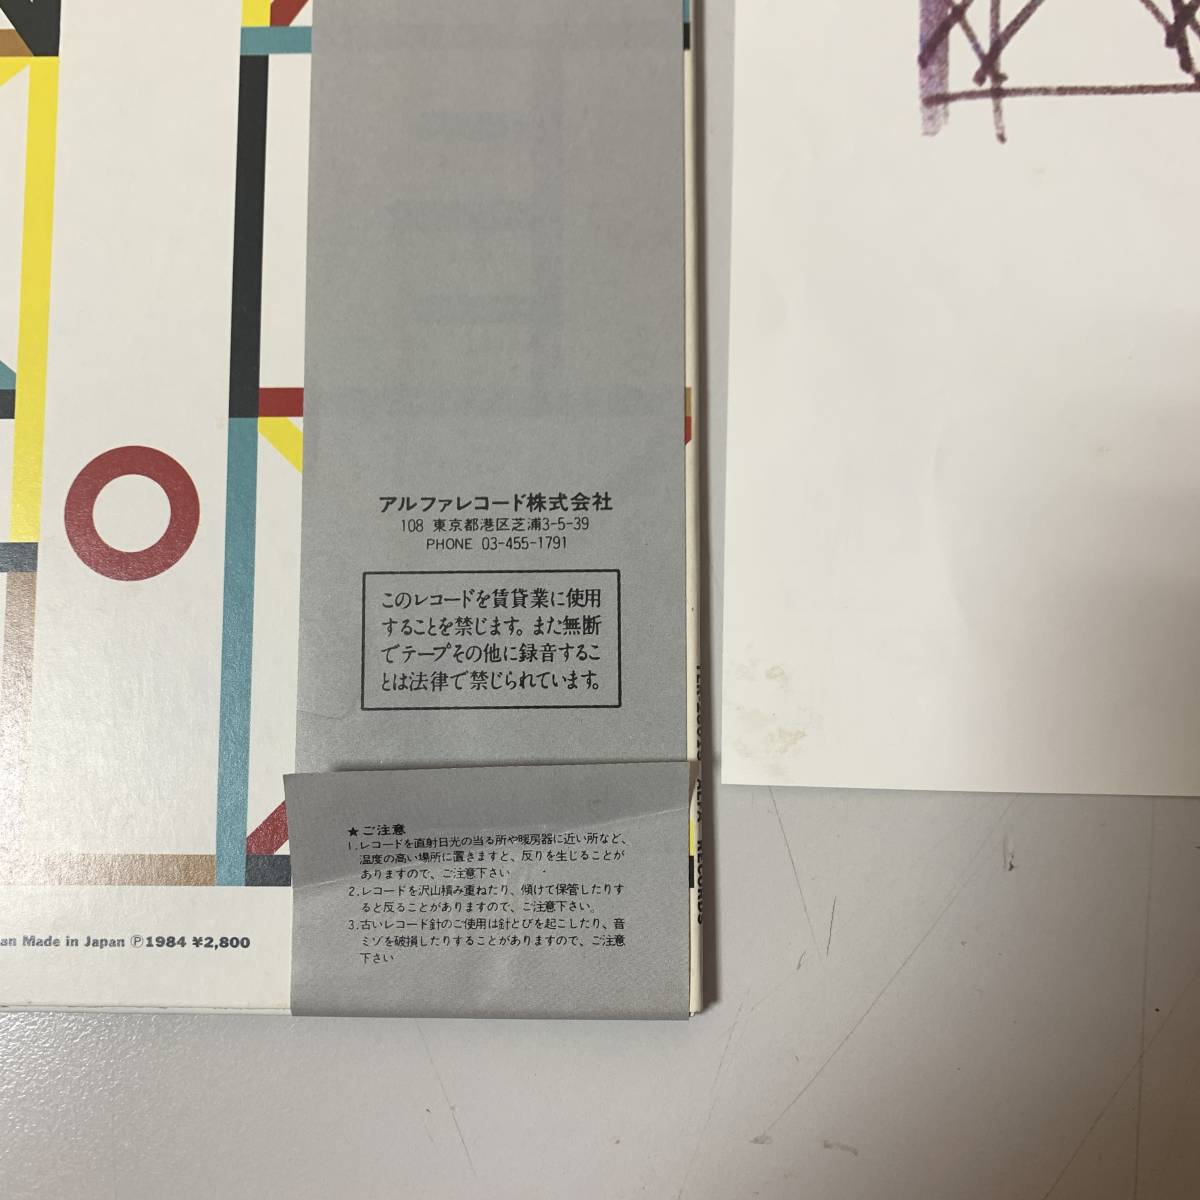 アルファレコード株式会社
108 東京都港区芝浦3-5-39
PHONE 03-455-1791
このレコードを賃貸業に使用
することを禁じます。また無断
でテープその他に録音するこ
とは法律で禁じられています。
★ご注意
1.レコードを直射日光の当る所や暖房器に近い所など、
温度の高い場所に置きますと、反りを生じることが
ありますので、ご注意下さい
2.レコードを沢山積み重ねたり、傾けて保管したりす
ると反ることがありますので、ご注意下さい。
3.古いレコード針のご使用は針とびを起こしたり、音
ミゾを破損したりすることがありますので、ご注意
下さい
Made in Japan Ⓟ1984 ¥2,800
ALFA RECORDS